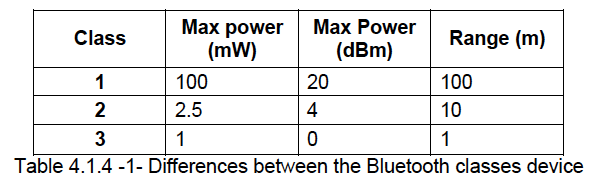 Class Max power (mW) Max Power (dBm) Range (m)
1 100 20 100
2 2.5 4 10
3 1 0 1
Table 4.1.4 -1- Differences between the Bluetooth classes device